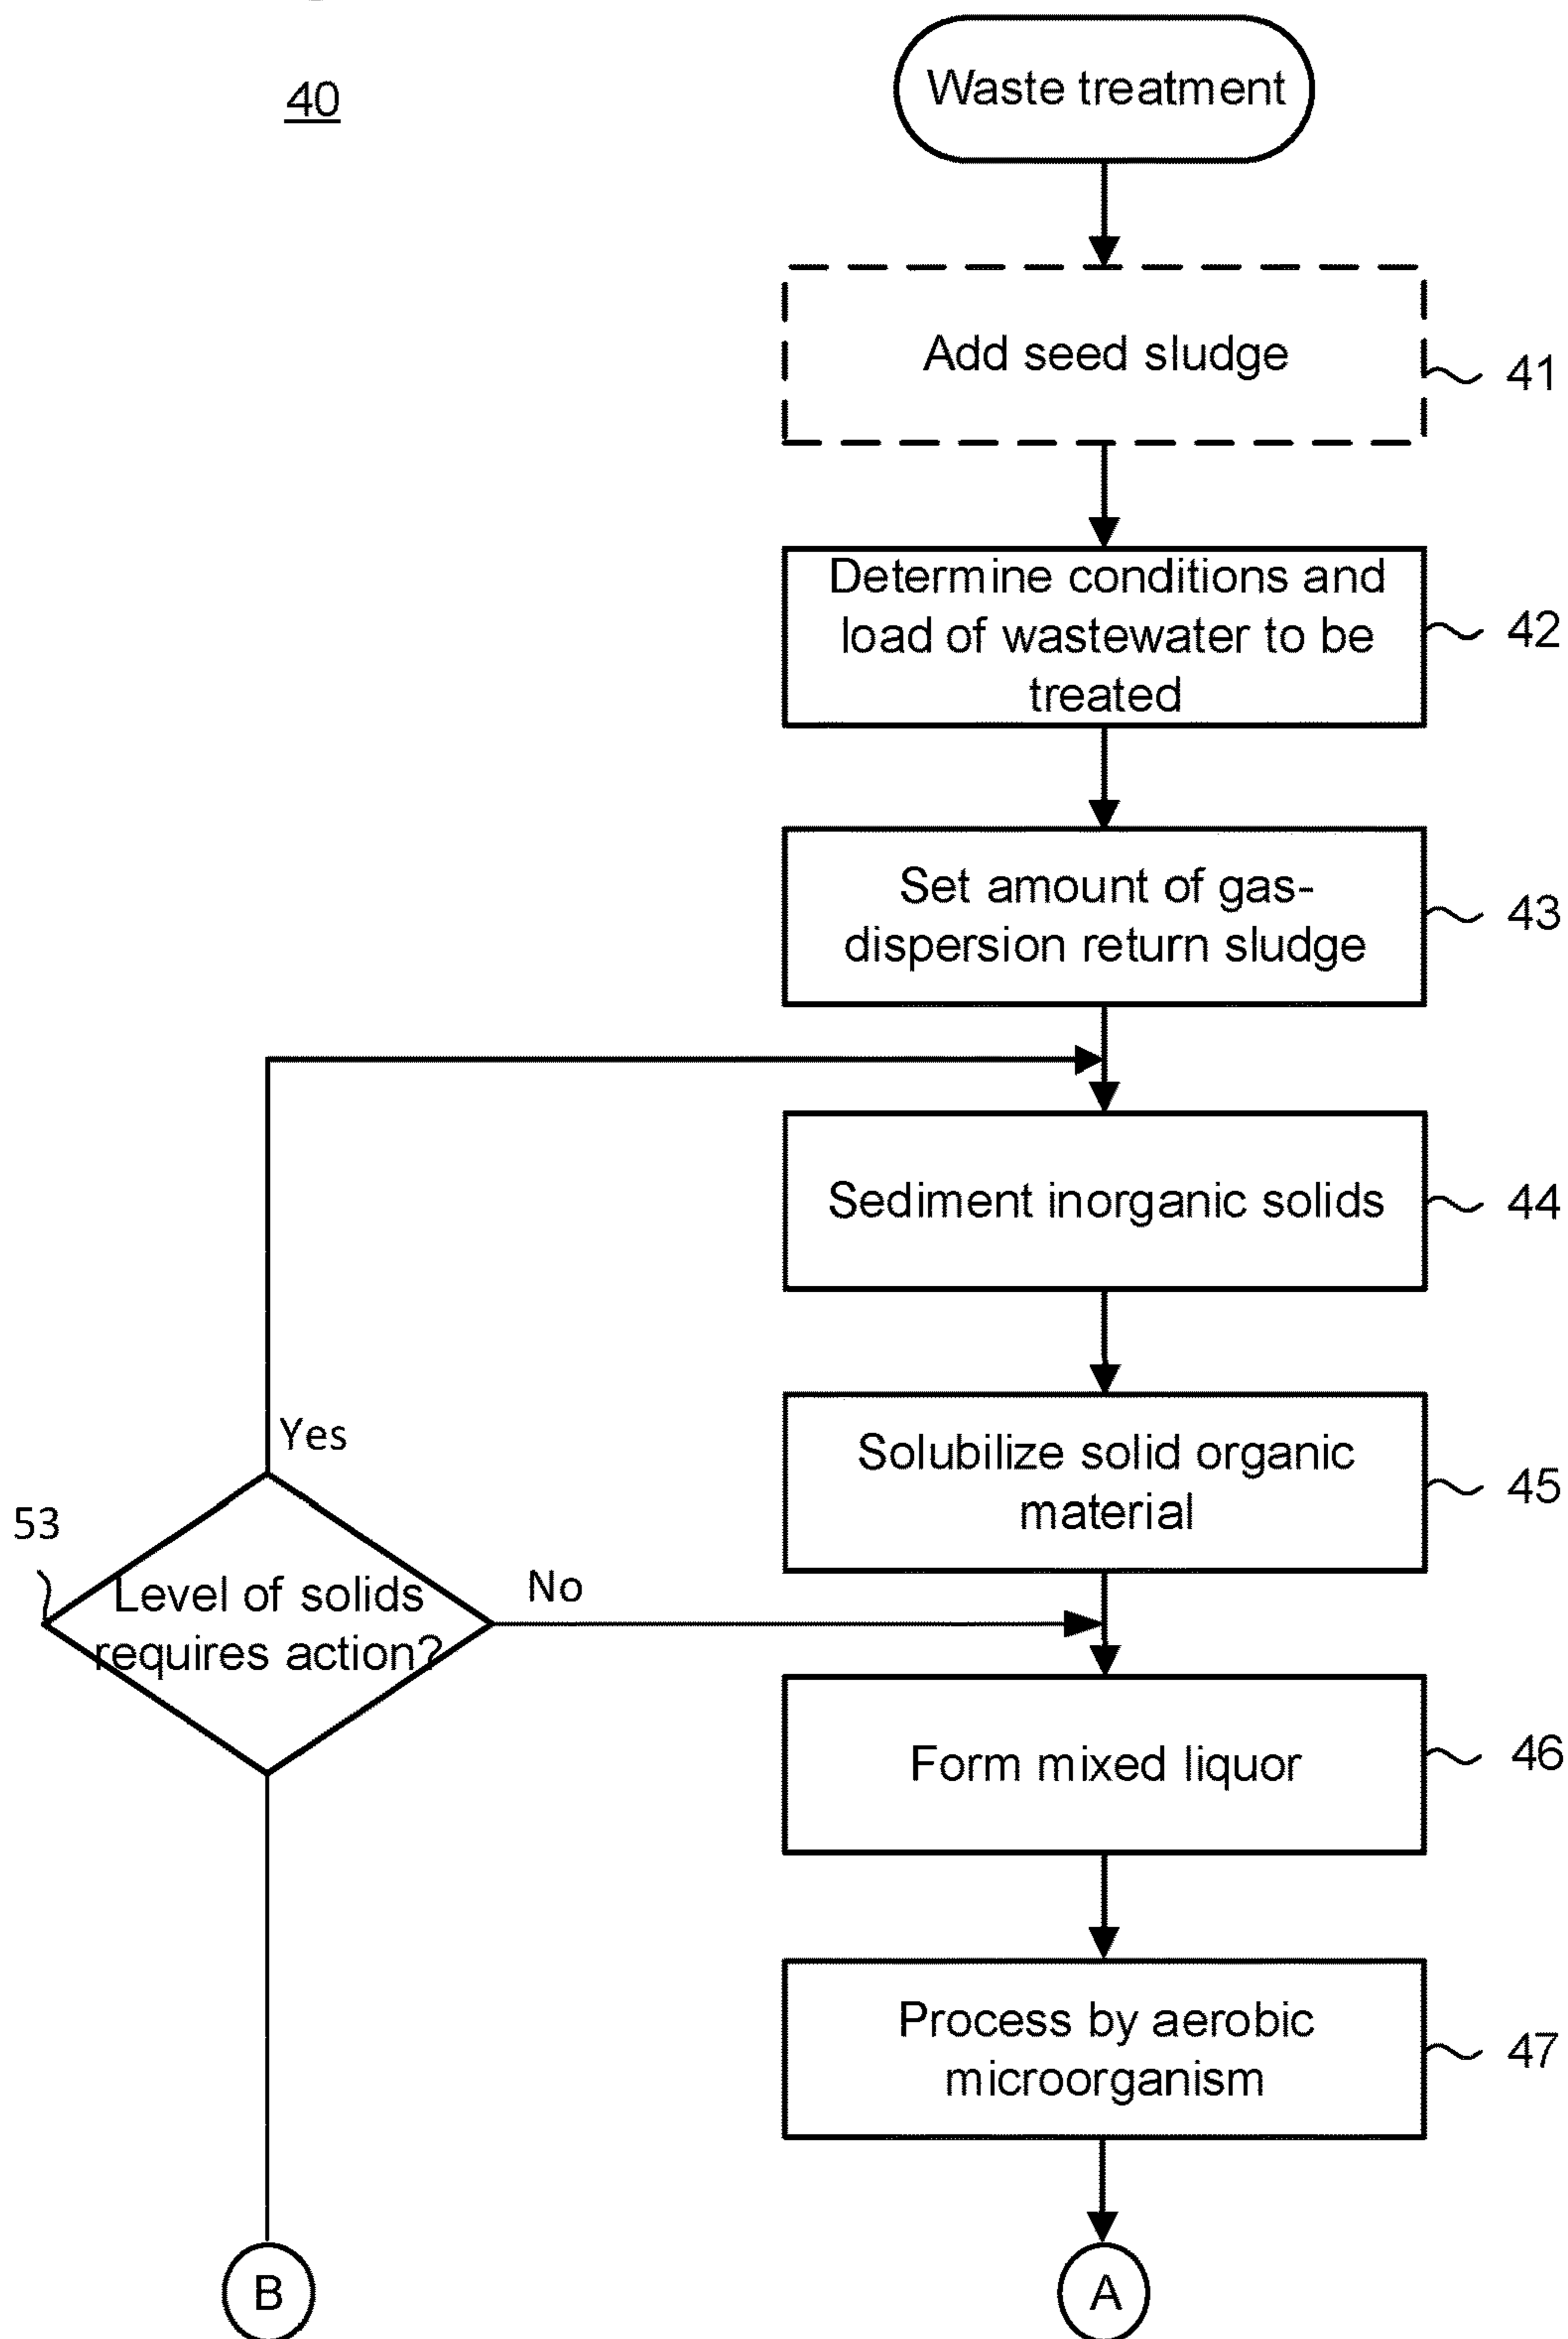 40
Waste treatment
Add seed sludge
41
Determine conditions and
load of wastewater to be
treated
42
Set amount of gas-
dispersion return sludge
43
Sediment inorganic solids
44
Solubilize solid organic
material
45
Yes
53
Level of solids
requires action?
No
Form mixed liquor
46
Process by aerobic
microorganism
47
B
A